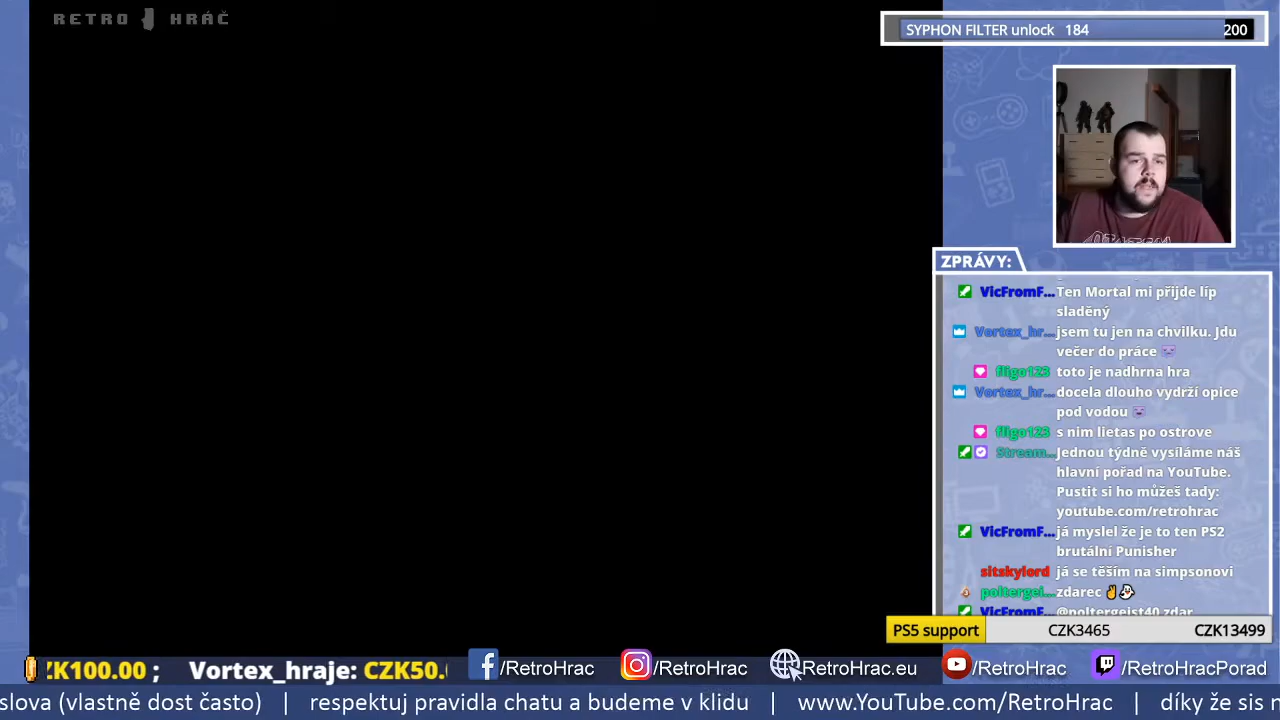 RETRO HRÁČ
SYPHON FILTER unlock 184 200
ZPRÁVY:
VicFromF... Ten Mortal mi přijde líp
sladěný
Vortex_hr... jsem tu jen na chvilku. Jdu
večer do práce
fligo123 toto je nadhrna hra
Vortex_hr... docela dlouho vydrží opice
pod vodou
fligo123 s nim lietas po ostrove
Stream... Jednou týdně vysíláme náš
hlavní pořad na YouTube.
Pustit si ho můžeš tady:
youtube.com/retrohrac
VicFromF... já myslel že je to ten PS2
brutální Punisher
sitskylord já se těším na simpsonovi
poltergei... zdarec
VicFromF... @poltergeist40 zdar
PS5 support CZK3465 CZK13499
ZK100.00 ; Vortex_hraje: CZK50.0
/RetroHrac /RetroHrac RetroHrac.eu /RetroHrac /RetroHracPorad
slova (vlastně dost často) | respektuj pravidla chatu a budeme v klidu | www.YouTube.com/RetroHrac | díky že sis n